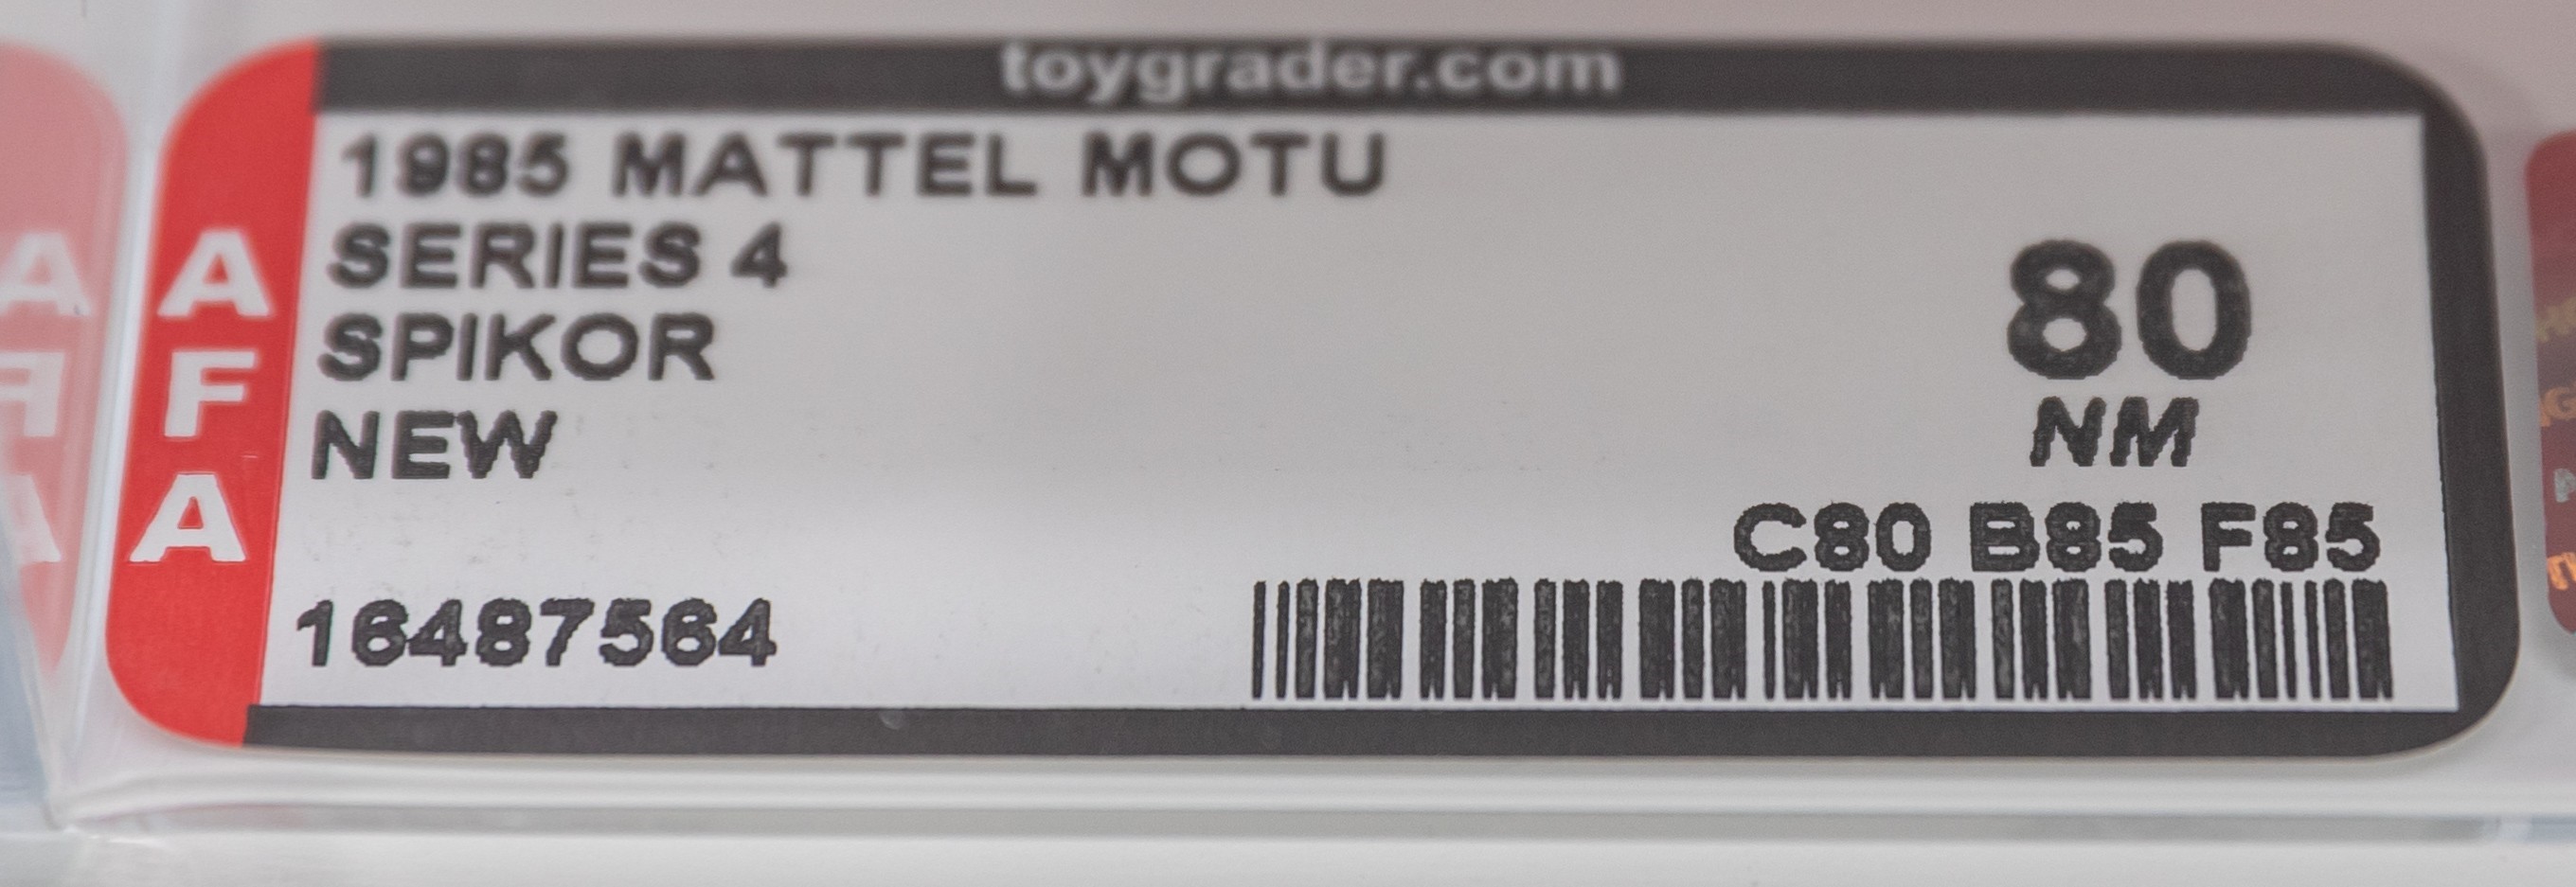 toygrader.com
AFA
1985 MATTEL MOTU
SERIES 4
SPIKOR
NEW
80
NM
C80 B85 F85
16487564